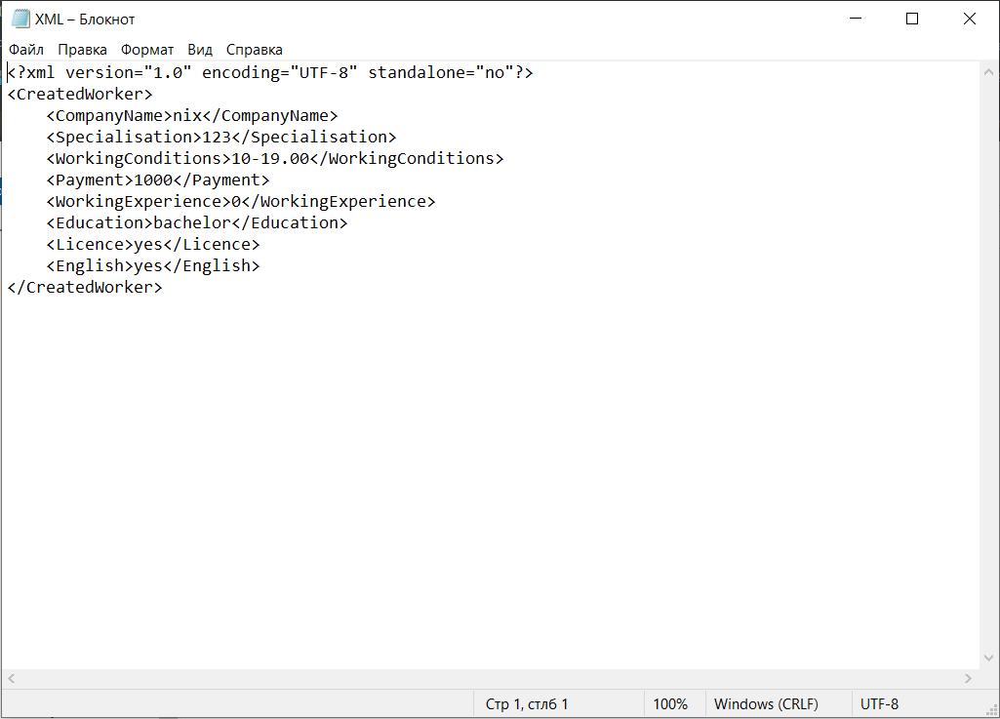 XML – Блокнот
Файл Правка Формат Вид Справка
<?xml version="1.0" encoding="UTF-8" standalone="no"?>
<CreatedWorker>
    <CompanyName>nix</CompanyName>
    <Specialisation>123</Specialisation>
    <WorkingConditions>10-19.00</WorkingConditions>
    <Payment>1000</Payment>
    <WorkingExperience>0</WorkingExperience>
    <Education>bachelor</Education>
    <Licence>yes</Licence>
    <English>yes</English>
</CreatedWorker>
Стр 1, стлб 1 100% Windows (CRLF) UTF-8